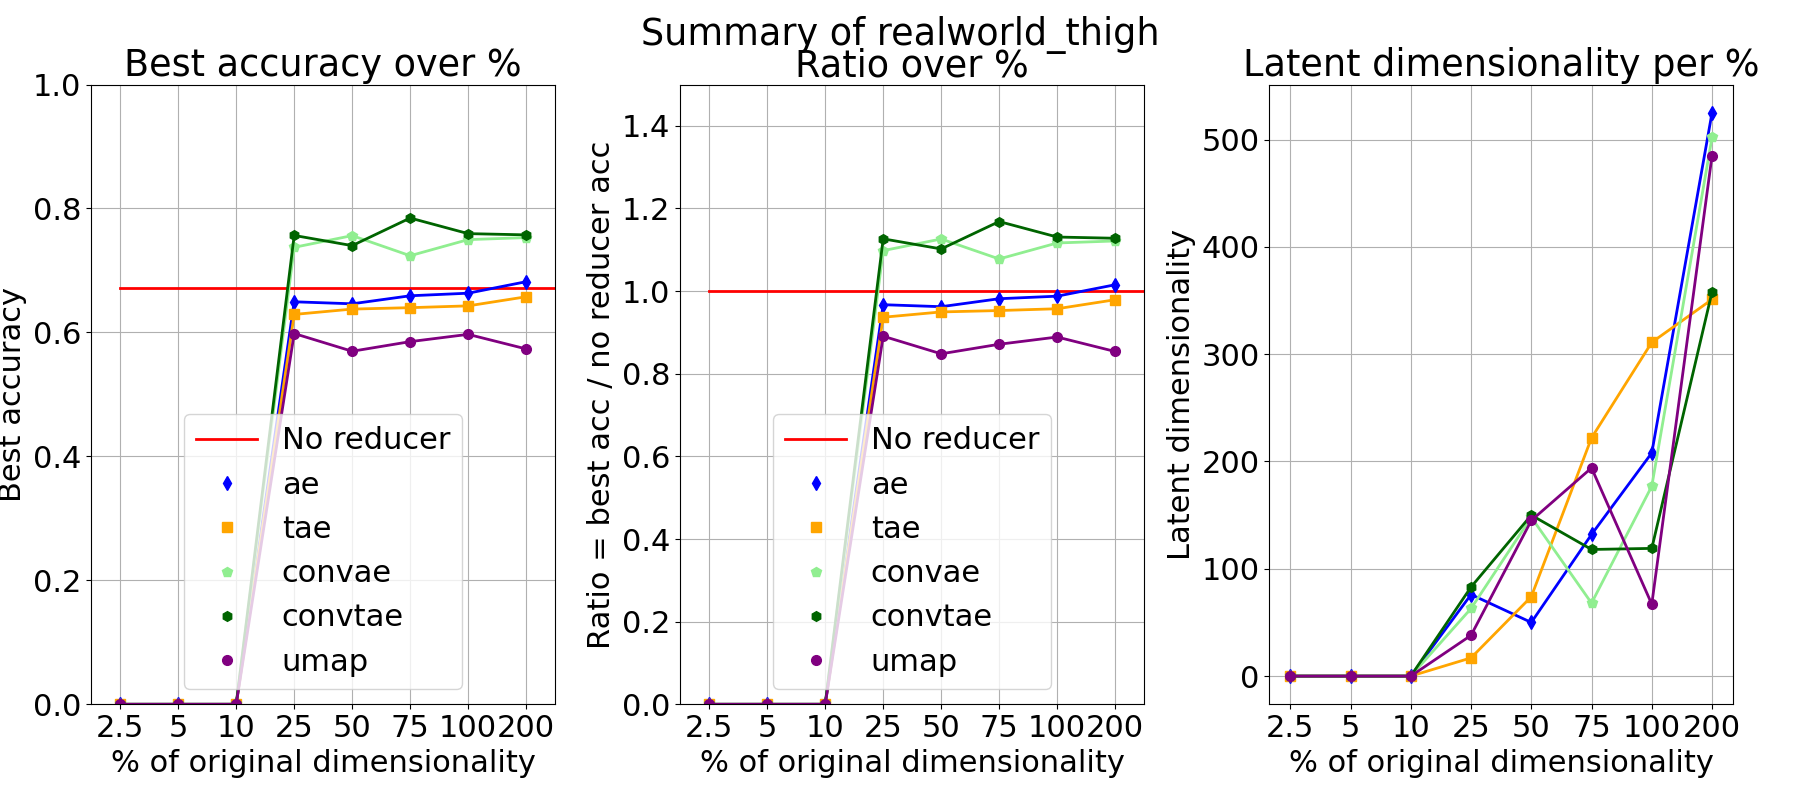 Summary of realworld_thigh
Best accuracy over %
1.0
0.8
0.6
0.4
0.2
0.0
Best accuracy
No reducer
ae
tae
convae
convtae
umap
2.5 5 10 25 50 75 100 200
% of original dimensionality
Ratio over %
1.4
1.2
1.0
0.8
0.6
0.4
0.2
0.0
Ratio = best acc / no reducer acc
No reducer
ae
tae
convae
convtae
umap
2.5 5 10 25 50 75 100 200
% of original dimensionality
Latent dimensionality per %
500
400
300
200
100
0
Latent dimensionality
2.5 5 10 25 50 75 100 200
% of original dimensionality